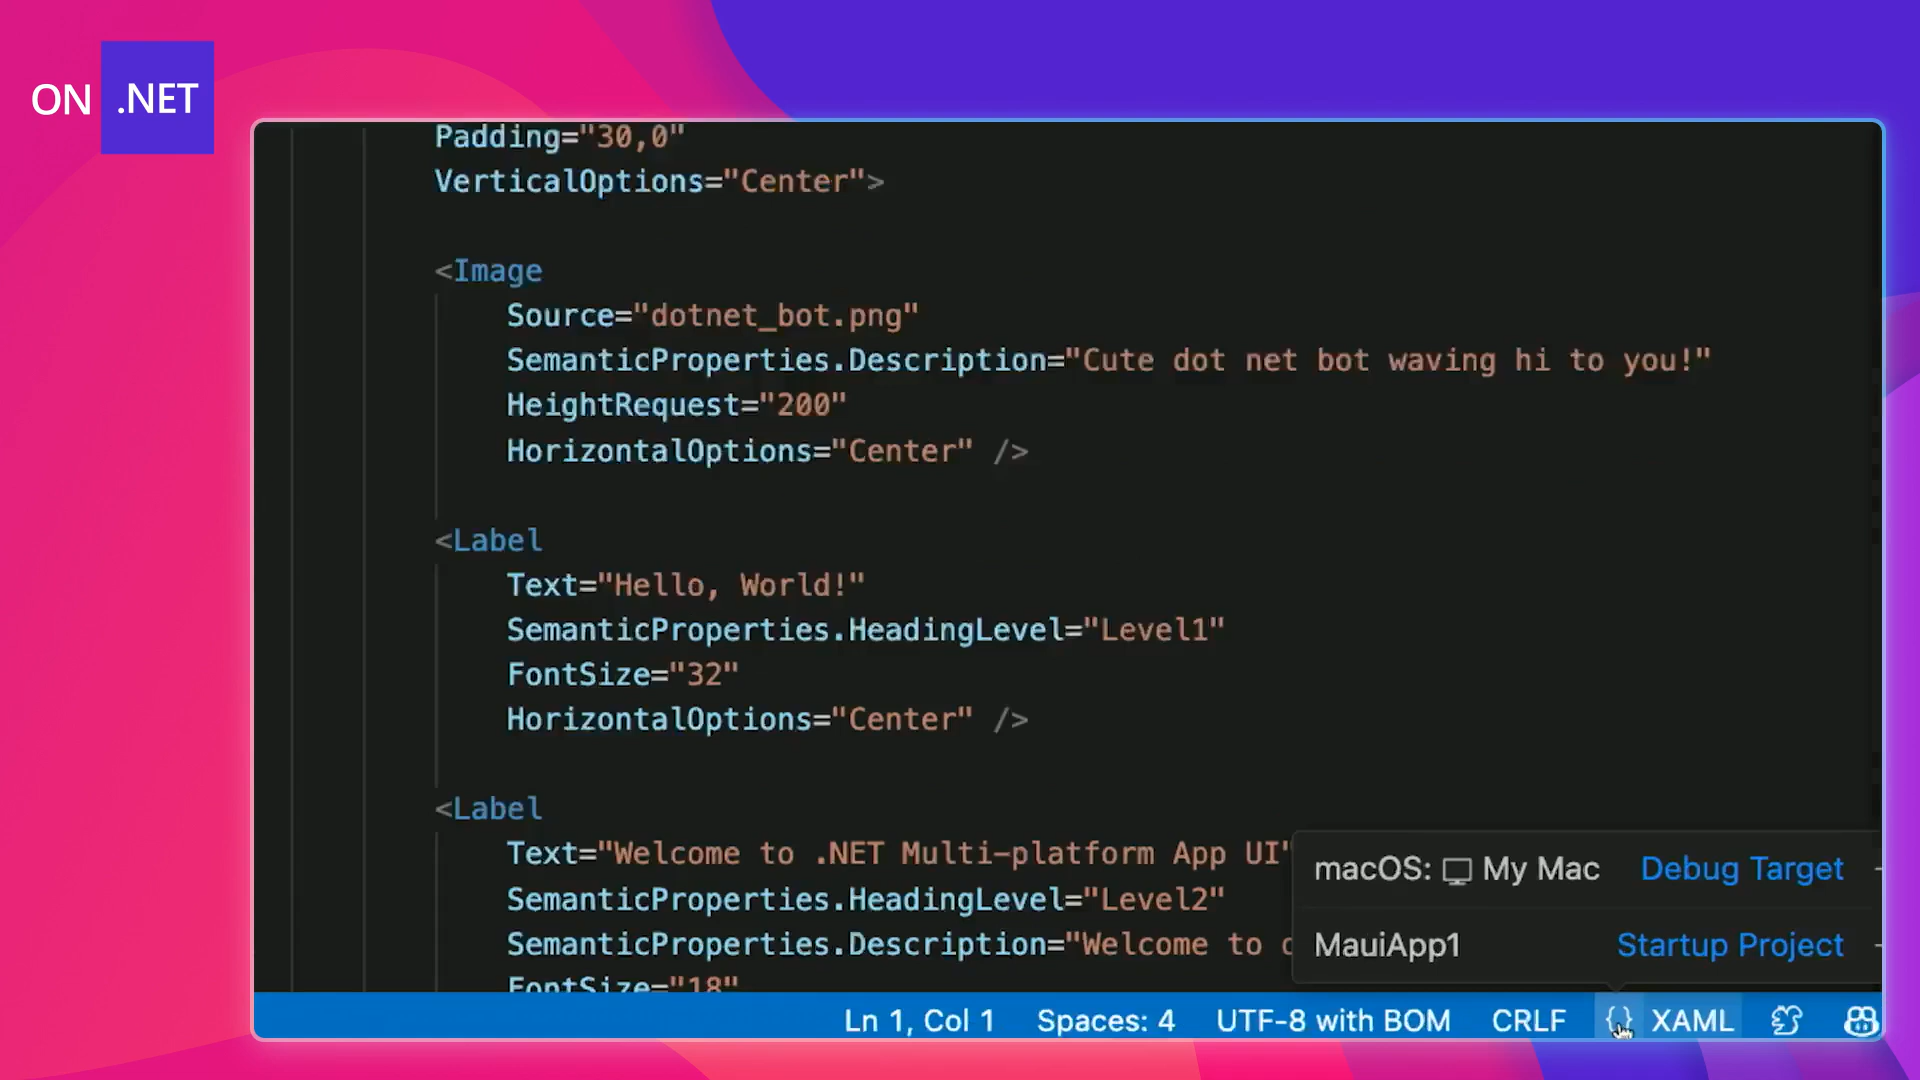 ON .NET
Padding="30,0"
VerticalOptions="Center">
<Image
Source="dotnet_bot.png"
SemanticProperties.Description="Cute dot net bot waving hi to you!"
HeightRequest="200"
HorizontalOptions="Center" />
<Label
Text="Hello, World!"
SemanticProperties.HeadingLevel="Level1"
FontSize="32"
HorizontalOptions="Center" />
<Label
Text="Welcome to .NET Multi-platform App UI"
SemanticProperties.HeadingLevel="Level2"
SemanticProperties.Description="Welcome to
FontSize="18"
macOS: My Mac Debug Target
MauiApp1 Startup Project
Ln 1, Col 1 Spaces: 4 UTF-8 with BOM CRLF {} XAML